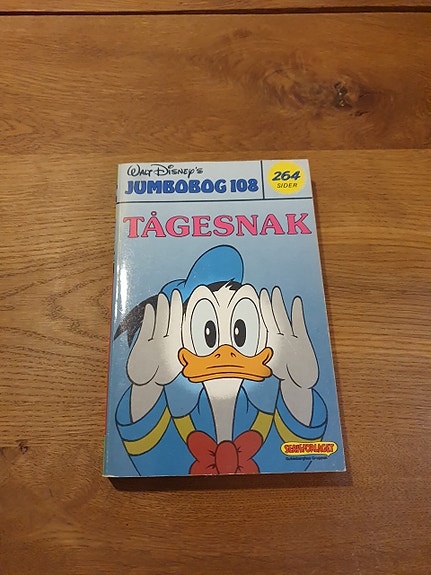 Walt Disney's
JUMBOBOG 108
264
SIDER
TÅGESNAK
SERIEFORLAGET